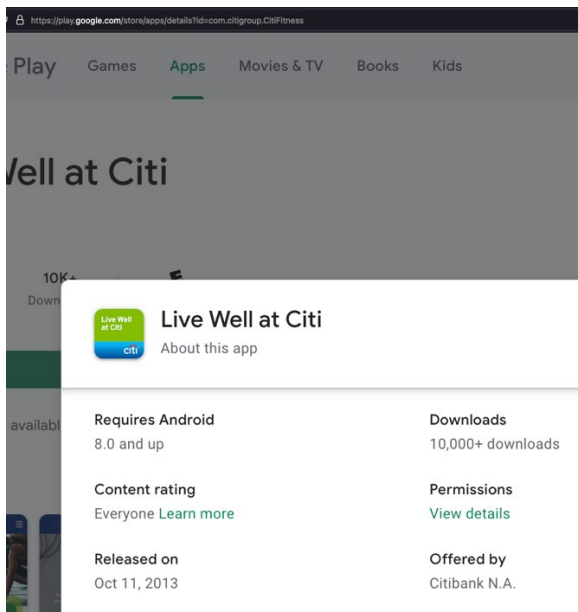 https://play.google.com/store/apps/details?id=com.citigroup.CitiFitness
Play Games Apps Movies & TV Books Kids
Well at Citi
10K+
Down
Live Well at Citi
citi
Live Well at Citi
About this app
availabl
Requires Android
8.0 and up
Downloads
10,000+ downloads
Content rating
Everyone Learn more
Permissions
View details
Released on
Oct 11, 2013
Offered by
Citibank N.A.